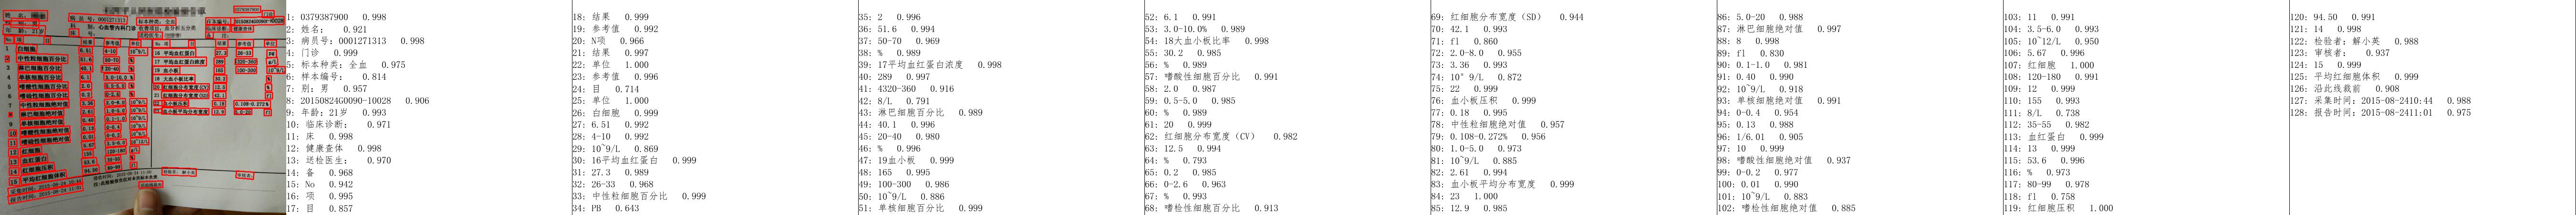 1: 0379387900 0.998
2: 姓名: 0.921
3: 病员号:0001271313 0.998
4: 门诊 0.999
5: 标本种类:全血 0.975
6: 样本编号: 0.814
7: 别:男 0.957
8: 20150824G0090-10028 0.906
9: 年龄:21岁 0.993
10: 临床诊断: 0.971
11: 床 0.998
12: 健康查体 0.998
13: 送检医生: 0.970
14: 备 0.968
15: No 0.942
16: 项 0.995
17: 目 0.857
18: 结果 0.999
19: 参考值 0.992
20: N项 0.966
21: 结果 0.997
22: 单位 1.000
23: 参考值 0.996
24: 目 0.714
25: 单位 1.000
26: 白细胞 0.999
27: 6.51 0.992
28: 4-10 0.992
29: 10~9/L 0.869
30: 16平均血红蛋白 0.999
31: 27.3 0.989
32: 26-33 0.968
33: 中性粒细胞百分比 0.999
34: PB 0.643
35: 2 0.996
36: 51.6 0.994
37: 50-70 0.969
38: % 0.989
39: 17平均血红蛋白浓度 0.998
40: 289 0.997
41: 4320-360 0.916
42: 8/L 0.791
43: 淋巴细胞百分比 0.989
44: 40.1 0.996
45: 20-40 0.980
46: % 0.996
47: 19血小板 0.999
48: 165 0.995
49: 100-300 0.986
50: 10~9/L 0.886
51: 单核细胞百分比 0.999
52: 6.1 0.991
53: 3.0-10.0% 0.989
54: 18大血小板比率 0.998
55: 30.2 0.985
56: % 0.989
57: 嗜酸性细胞百分比 0.991
58: 2.0 0.987
59: 0.5-5.0 0.985
60: % 0.989
61: 20 0.999
62: 红细胞分布宽度(CV) 0.982
63: 12.5 0.994
64: % 0.793
65: 0.2 0.985
66: 0-2.6 0.963
67: % 0.993
68: 嗜检性细胞百分比 0.913
69: 红细胞分布宽度(SD) 0.944
70: 42.1 0.993
71: fl 0.860
72: 2.0-8.0 0.955
73: 3.36 0.993
74: 10°9/L 0.872
75: 22 0.999
76: 血小板压积 0.999
77: 0.18 0.995
78: 中性粒细胞绝对值 0.957
79: 0.108-0.272% 0.956
80: 1.0-5.0 0.973
81: 10~9/L 0.885
82: 2.61 0.994
83: 血小板平均分布宽度 0.999
84: 23 1.000
85: 12.9 0.985
86: 5.0-20 0.988
87: 淋巴细胞绝对值 0.997
88: 8 0.998
89: fl 0.830
90: 0.1-1.0 0.981
91: 0.40 0.990
92: 10~9/L 0.918
93: 单核细胞绝对值 0.991
94: 0-0.4 0.954
95: 0.13 0.988
96: 1/6.01 0.905
97: 10 0.999
98: 嗜酸性细胞绝对值 0.937
99: 0-0.2 0.977
100: 0.01 0.990
101: 10~9/L 0.883
102: 嗜检性细胞绝对值 0.885
103: 11 0.991
104: 3.5-6.0 0.993
105: 10~12/L 0.950
106: 5.67 0.996
107: 红细胞 1.000
108: 120-180 0.991
109: 12 0.999
110: 155 0.993
111: 8/L 0.738
112: 35-55 0.982
113: 血红蛋白 0.999
114: 13 0.999
115: 53.6 0.996
116: % 0.973
117: 80-99 0.978
118: fl 0.758
119: 红细胞压积 1.000
120: 94.50 0.991
121: 14 0.998
122: 检验者:解小英 0.988
123: 审核者: 0.937
124: 15 0.999
125: 平均红细胞体积 0.999
126: 沿此线裁前 0.908
127: 采集时间:2015-08-2410:44 0.988
128: 报告时间:2015-08-2411:01 0.975